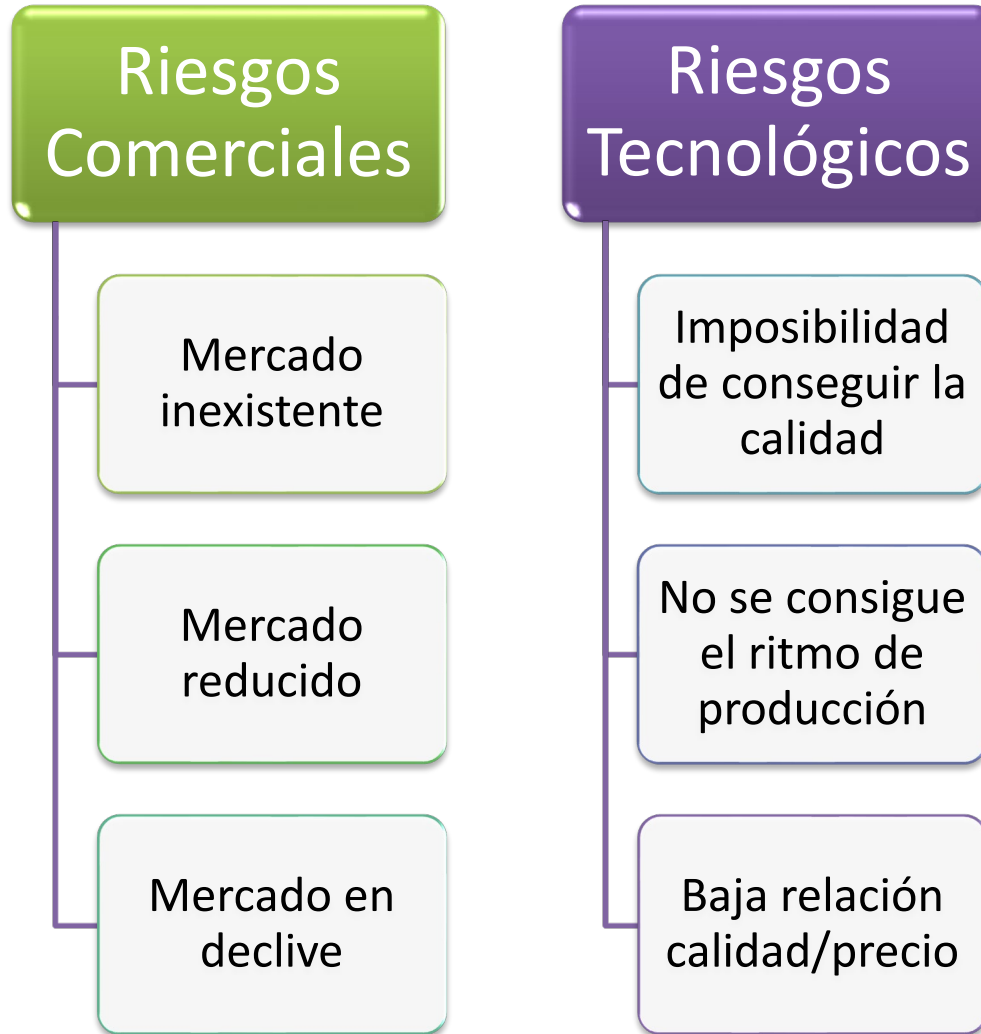 Riesgos
Comerciales
Mercado
inexistente
Mercado
reducido
Mercado en
declive
Riesgos
Tecnológicos
Imposibilidad
de conseguir la
calidad
No se consigue
el ritmo de
producción
Baja relación
calidad/precio